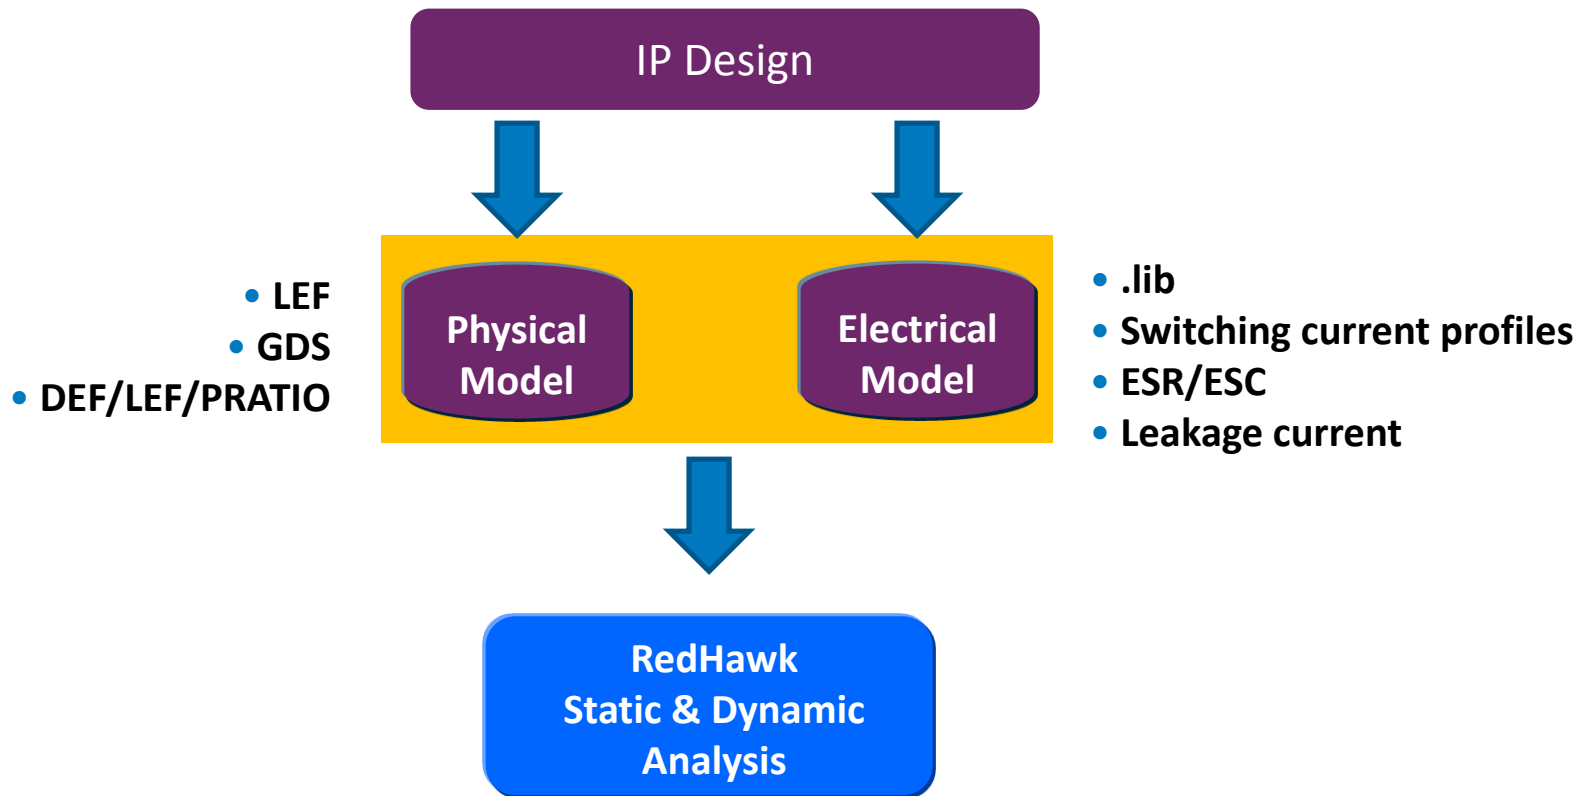 IP Design
• LEF
• GDS
• DEF/LEF/PRATIO
Physical
Model
Electrical
Model
• .lib
• Switching current profiles
• ESR/ESC
• Leakage current
RedHawk
Static & Dynamic
Analysis